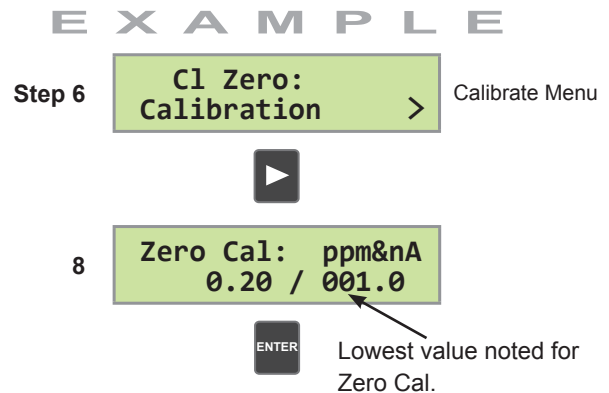 EXAMPLE
Step 6
Cl Zero:
Calibration >
Calibrate Menu
8
Zero Cal: ppm&nA
0.20 / 001.0
ENTER
Lowest value noted for
Zero Cal.